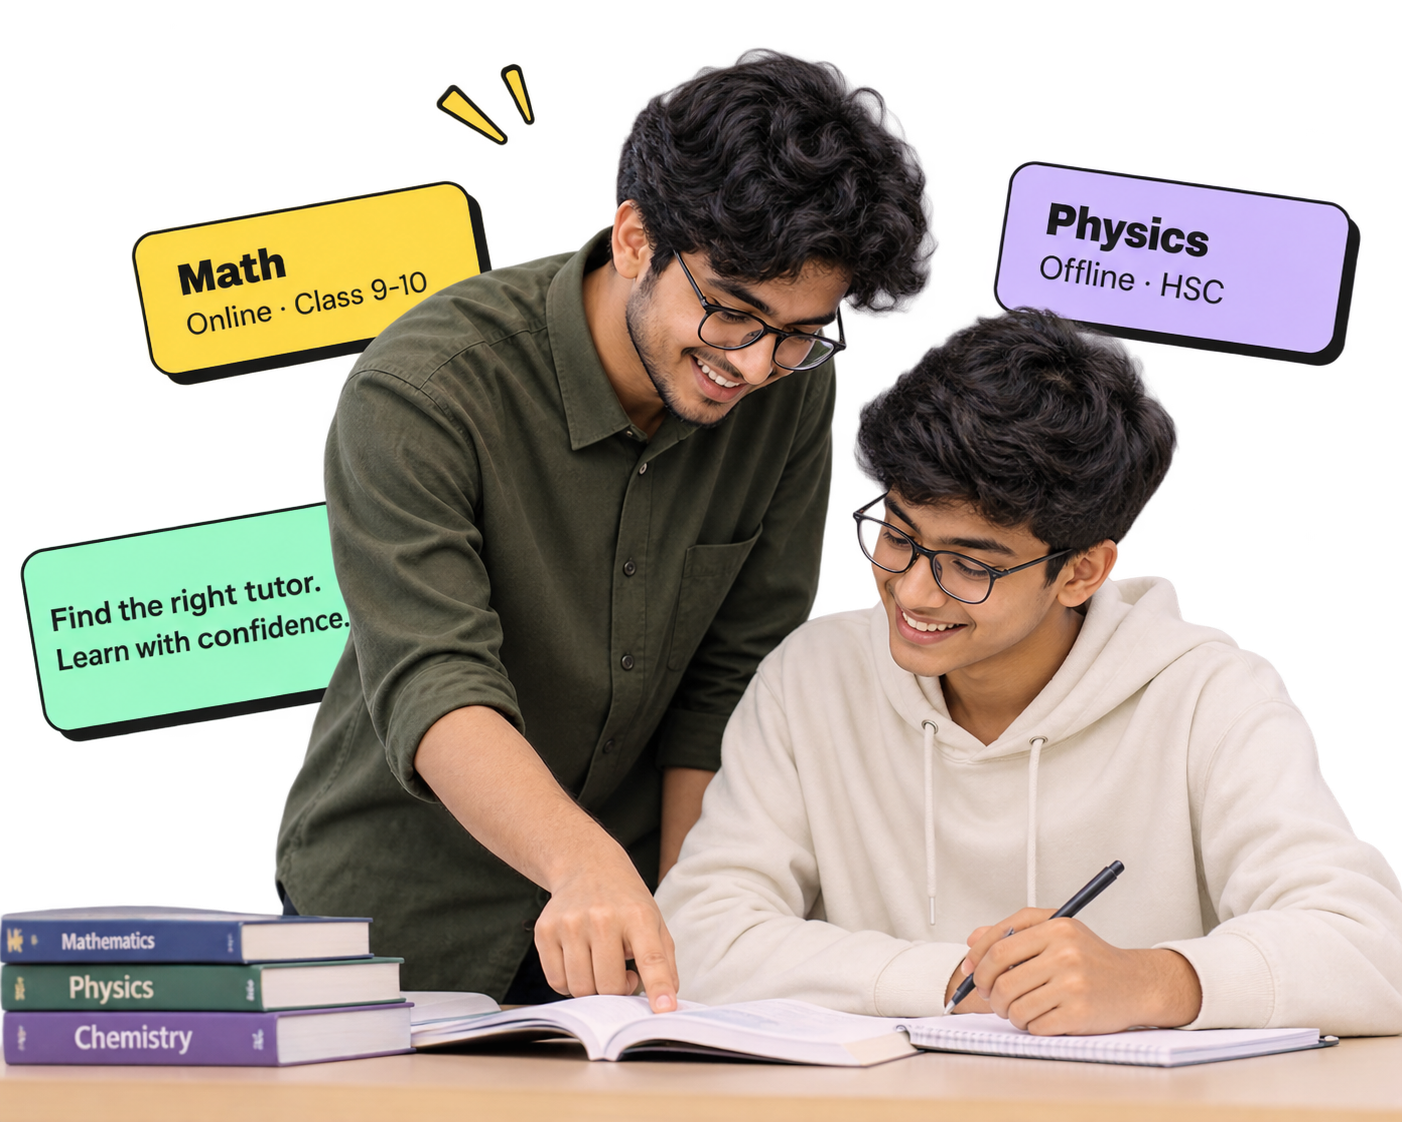 Math
Online · Class 9-10
Physics
Offline · HSC
Find the right tutor.
Learn with confidence.
Mathematics
Physics
Chemistry